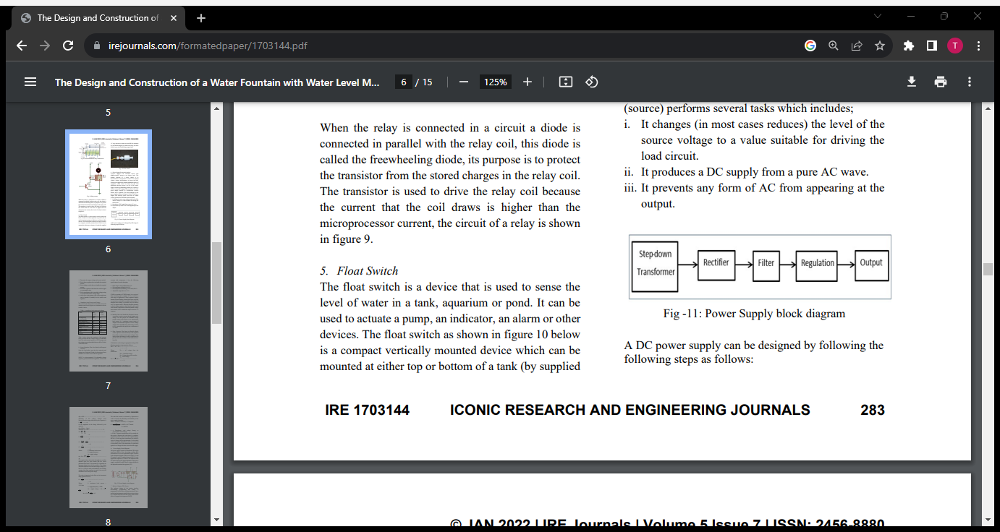 The Design and Construction of
irejournals.com/formatedpaper/1703144.pdf
T
The Design and Construction of a Water Fountain with Water Level M...
6 / 15
125%
5
6
7
8
When the relay is connected in a circuit a diode is
connected in parallel with the relay coil, this diode is
called the freewheeling diode, its purpose is to protect
the transistor from the stored charges in the relay coil.
The transistor is used to drive the relay coil because
the current that the coil draws is higher than the
microprocessor current, the circuit of a relay is shown
in figure 9.
5. Float Switch
The float switch is a device that is used to sense the
level of water in a tank, aquarium or pond. It can be
used to actuate a pump, an indicator, an alarm or other
devices. The float switch as shown in figure 10 below
is a compact vertically mounted device which can be
mounted at either top or bottom of a tank (by supplied
(source) performs several tasks which includes;
i. It changes (in most cases reduces) the level of the
source voltage to a value suitable for driving the
load circuit.
ii. It produces a DC supply from a pure AC wave.
iii. It prevents any form of AC from appearing at the
output.
Step-down
Transformer
Rectifier
Filter
Regulation
Output
Fig -11: Power Supply block diagram
A DC power supply can be designed by following the
following steps as follows:
IRE 1703144 ICONIC RESEARCH AND ENGINEERING JOURNALS 283
© JAN 2022 | IRE Journals | Volume 5 Issue 7 | ISSN: 2456-8880